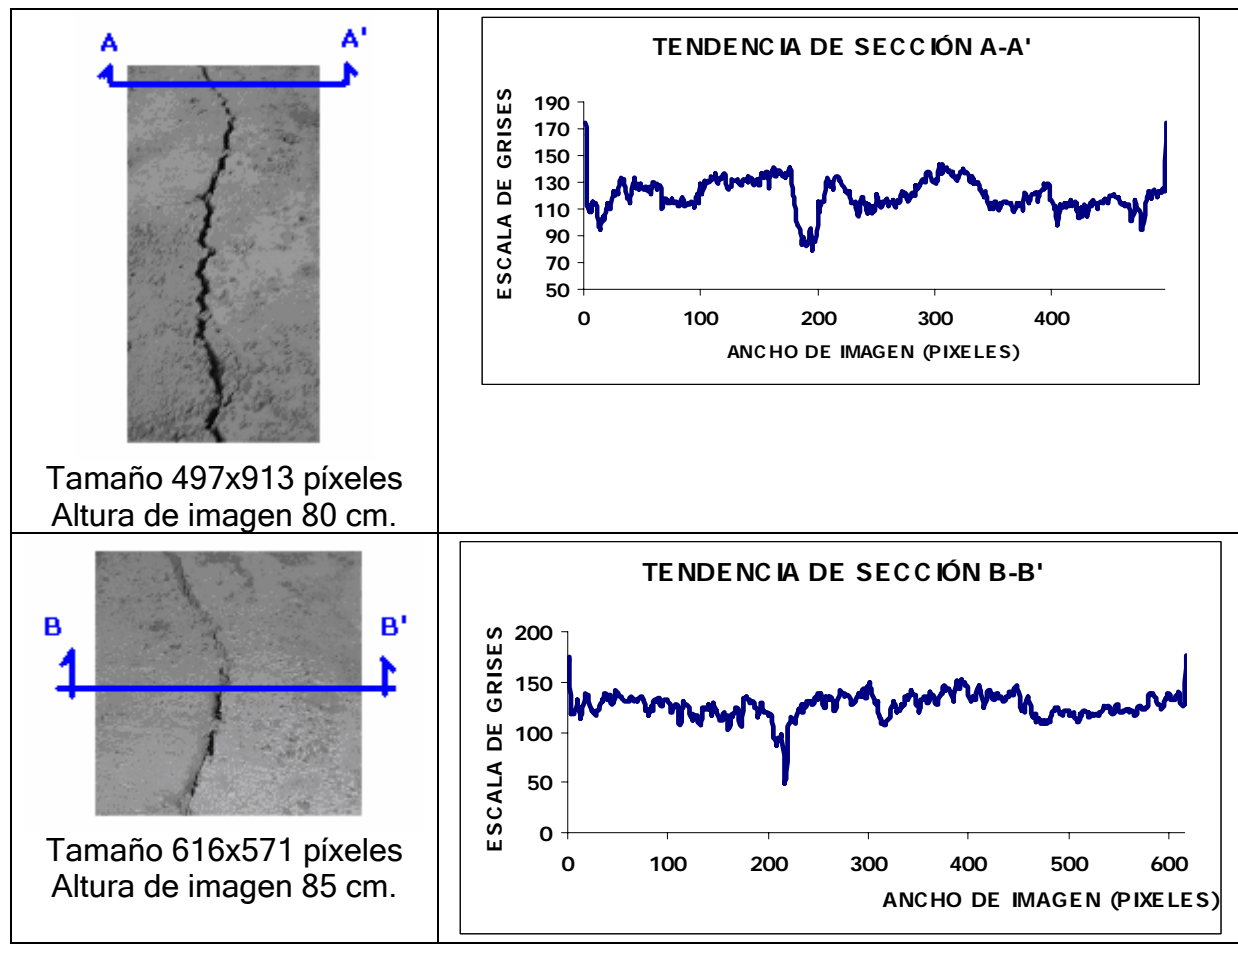 A A'
Tamaño 497x913 píxeles
Altura de imagen 80 cm.
TENDENCIA DE SECCIÓN A-A'
ESCALA DE GRISES
190
170
150
130
110
90
70
50
0 100 200 300 400
ANCHO DE IMAGEN (PIXELES)
B B'
Tamaño 616x571 píxeles
Altura de imagen 85 cm.
TENDENCIA DE SECCIÓN B-B'
ESCALA DE GRISES
200
150
100
50
0
0 100 200 300 400 500 600
ANCHO DE IMAGEN (PIXELES)